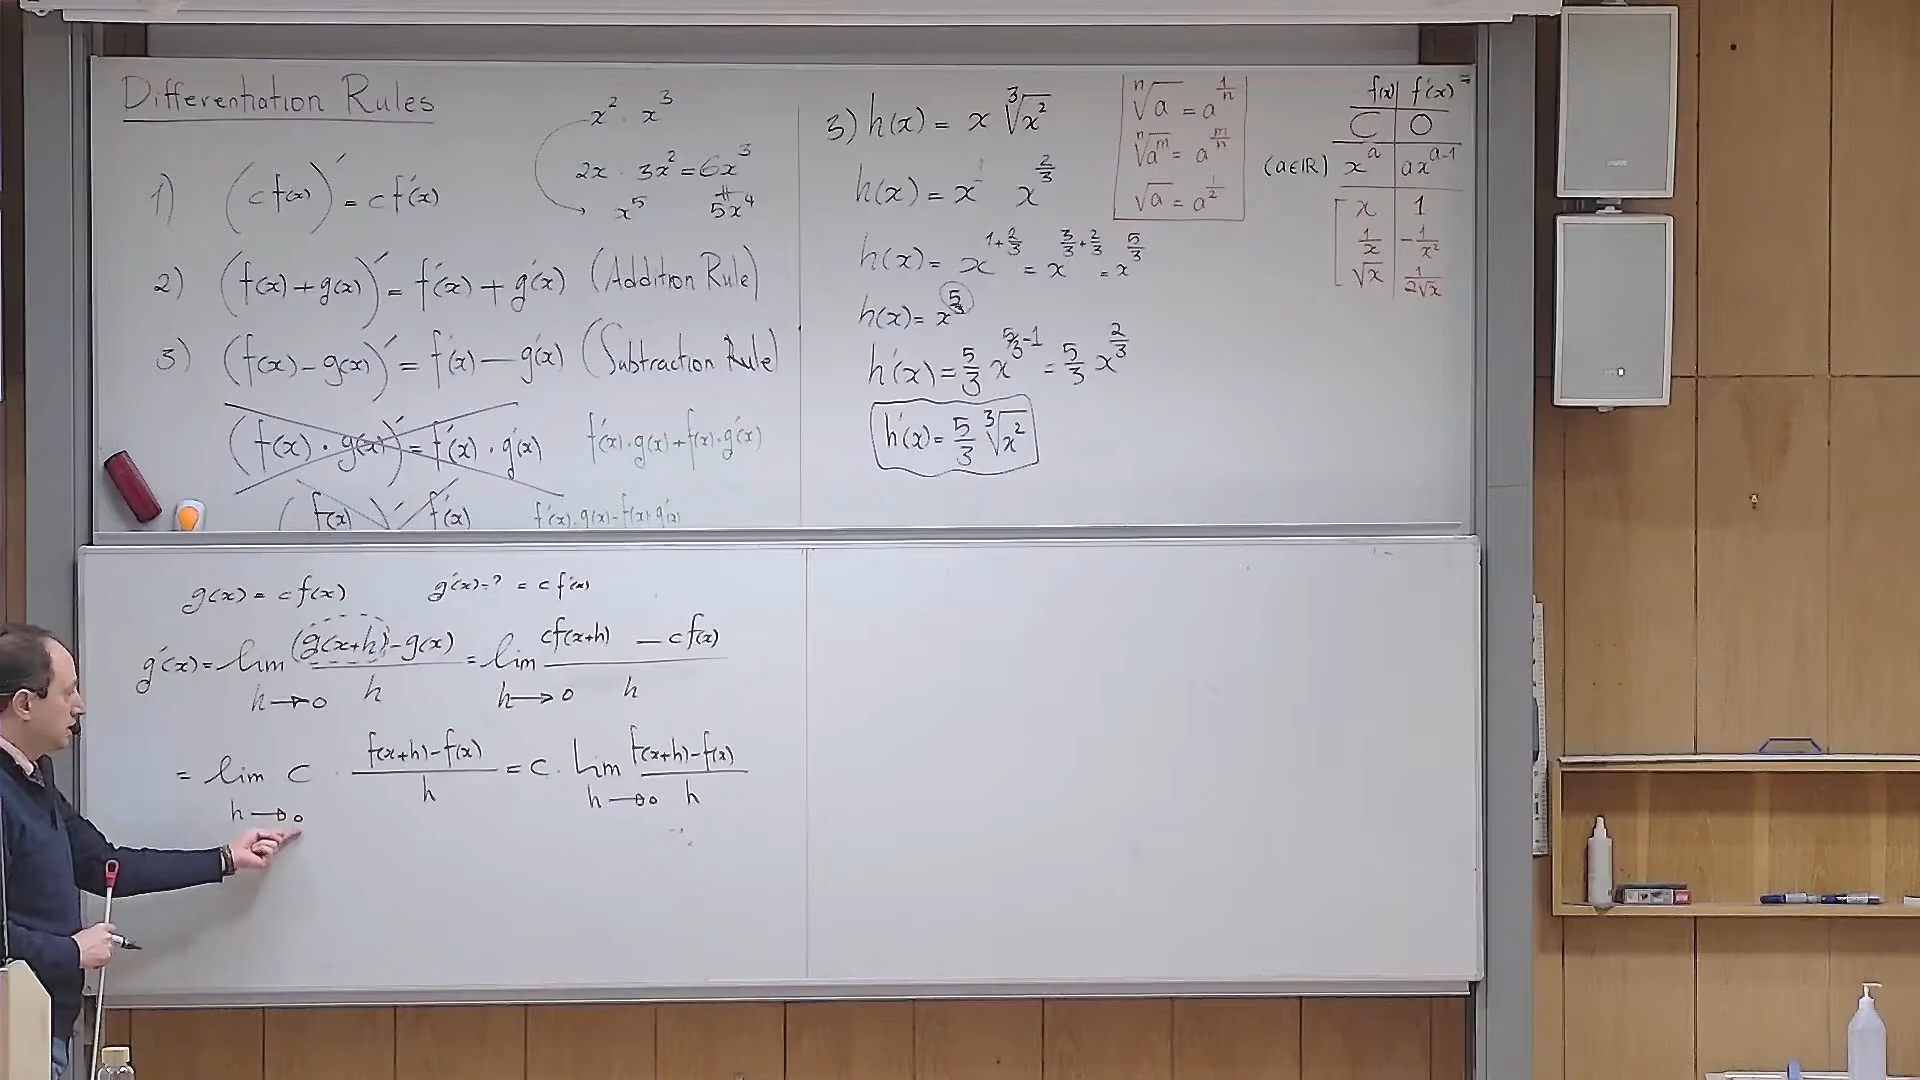 Differentiation Rules
1) (c f(x))′ = c f′(x)
2) (f(x) + g(x))′ = f′(x) + g′(x) (Addition Rule)
3) (f(x) - g(x))′ = f′(x) — g′(x) (Subtraction Rule)
(f(x) · g(x))′ = f′(x) · g′(x) f′(x)·g(x)+f(x)·g′(x)
(f(x) )′ f′(x) f′(x)·g(x)-f(x)·g′(x)
x² · x³
2x · 3x² = 6x³
x⁵ ≠ 5x⁴
3) h(x) = x ∛x²
h(x) = x¹ x^(2/3)
h(x) = x^(1+2/3) = x^(3/3+2/3) = x^(5/3)
h(x) = x^(5/3)
h′(x) = 5/3 x^(5/3-1) = 5/3 x^(2/3)
h′(x) = 5/3 ∛x²
ⁿ√a = a^(1/n)
ⁿ√a^m = a^(m/n)
√a = a^(1/2)
f(x) f′(x)
C 0
(a∈ℝ) x^a ax^(a-1)
x 1
1/x -1/x²
√x 1/2√x
g(x) = c f(x) g′(x) = ? = c f′(x)
g′(x) = lim h→0 (g(x+h) - g(x))/h = lim h→0 (cf(x+h) — cf(x))/h
= lim h→0 c · (f(x+h) - f(x))/h = c · lim h→0 (f(x+h) - f(x))/h